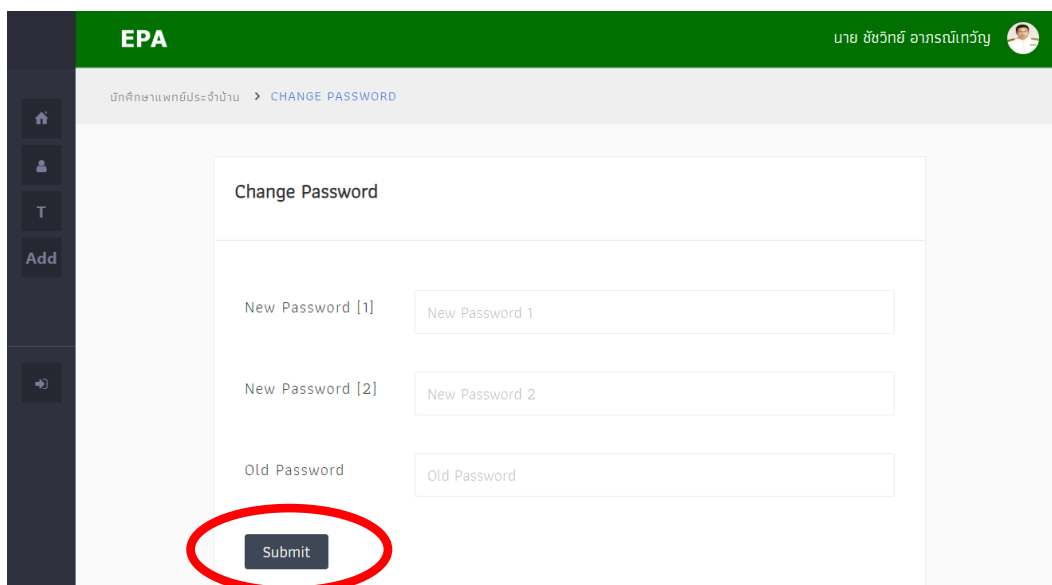 EPA
นาย ชัชวิทย์ อาภรณ์เทวัญ
นักศึกษาแพทย์ประจำบ้าน > CHANGE PASSWORD
T
Add
Change Password
New Password [1]
New Password 1
New Password [2]
New Password 2
Old Password
Old Password
Submit